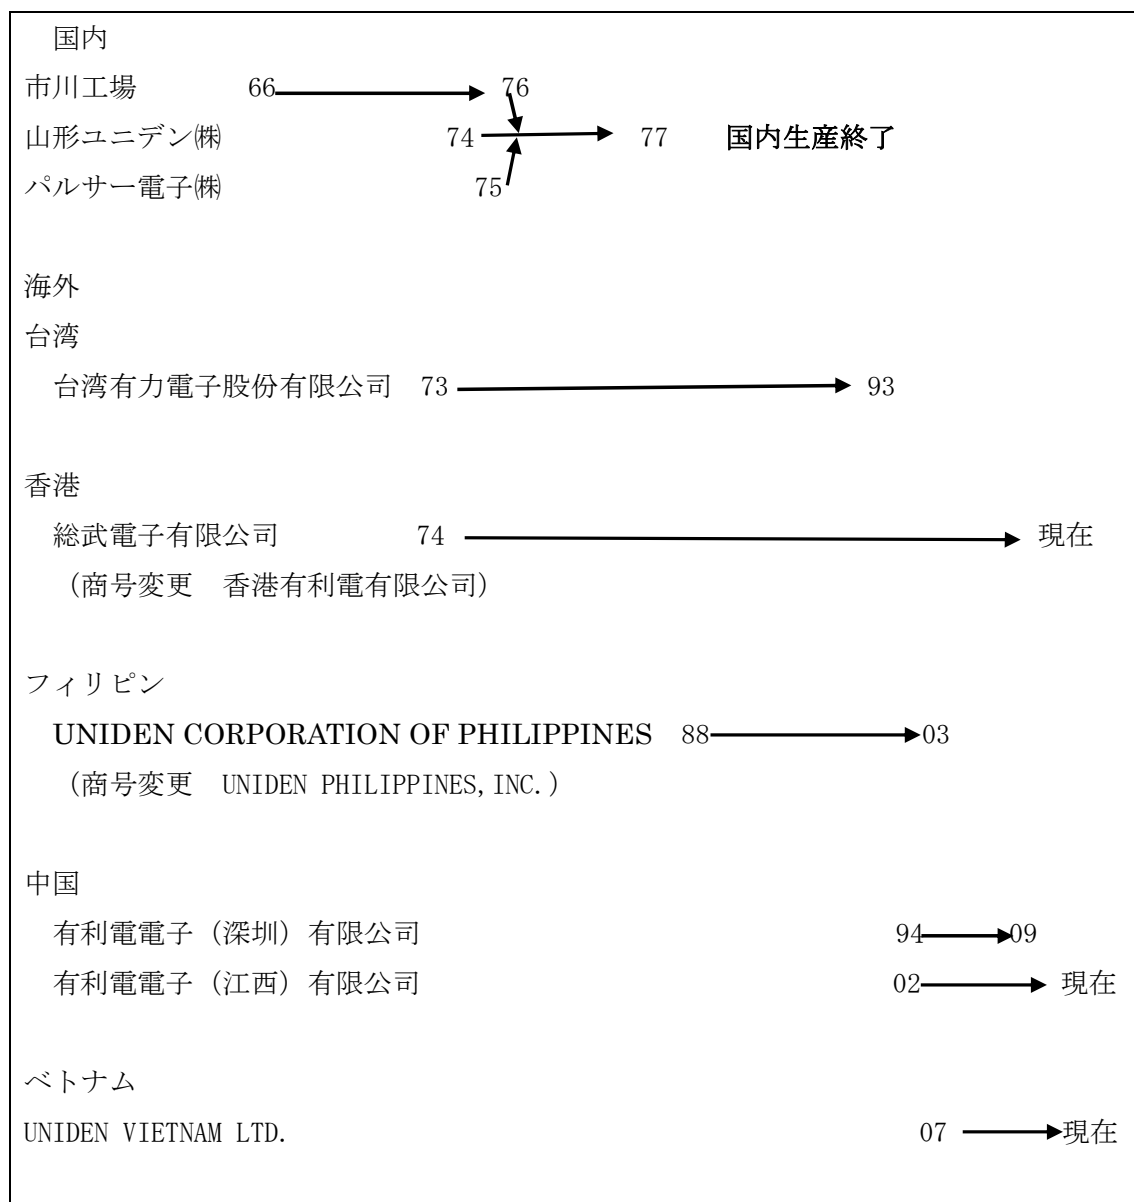 国内
市川工場 66 76
山形ユニデン㈱ 74 77 国内生産終了
パルサー電子㈱ 75
海外
台湾
台湾有力電子股份有限公司 73 93
香港
総武電子有限公司 74 現在
（商号変更 香港有利電有限公司）
フィリピン
UNIDEN CORPORATION OF PHILIPPINES 88 03
（商号変更 UNIDEN PHILIPPINES,INC.）
中国
有利電電子（深圳）有限公司 94 09
有利電電子（江西）有限公司 02 現在
ベトナム
UNIDEN VIETNAM LTD. 07 現在